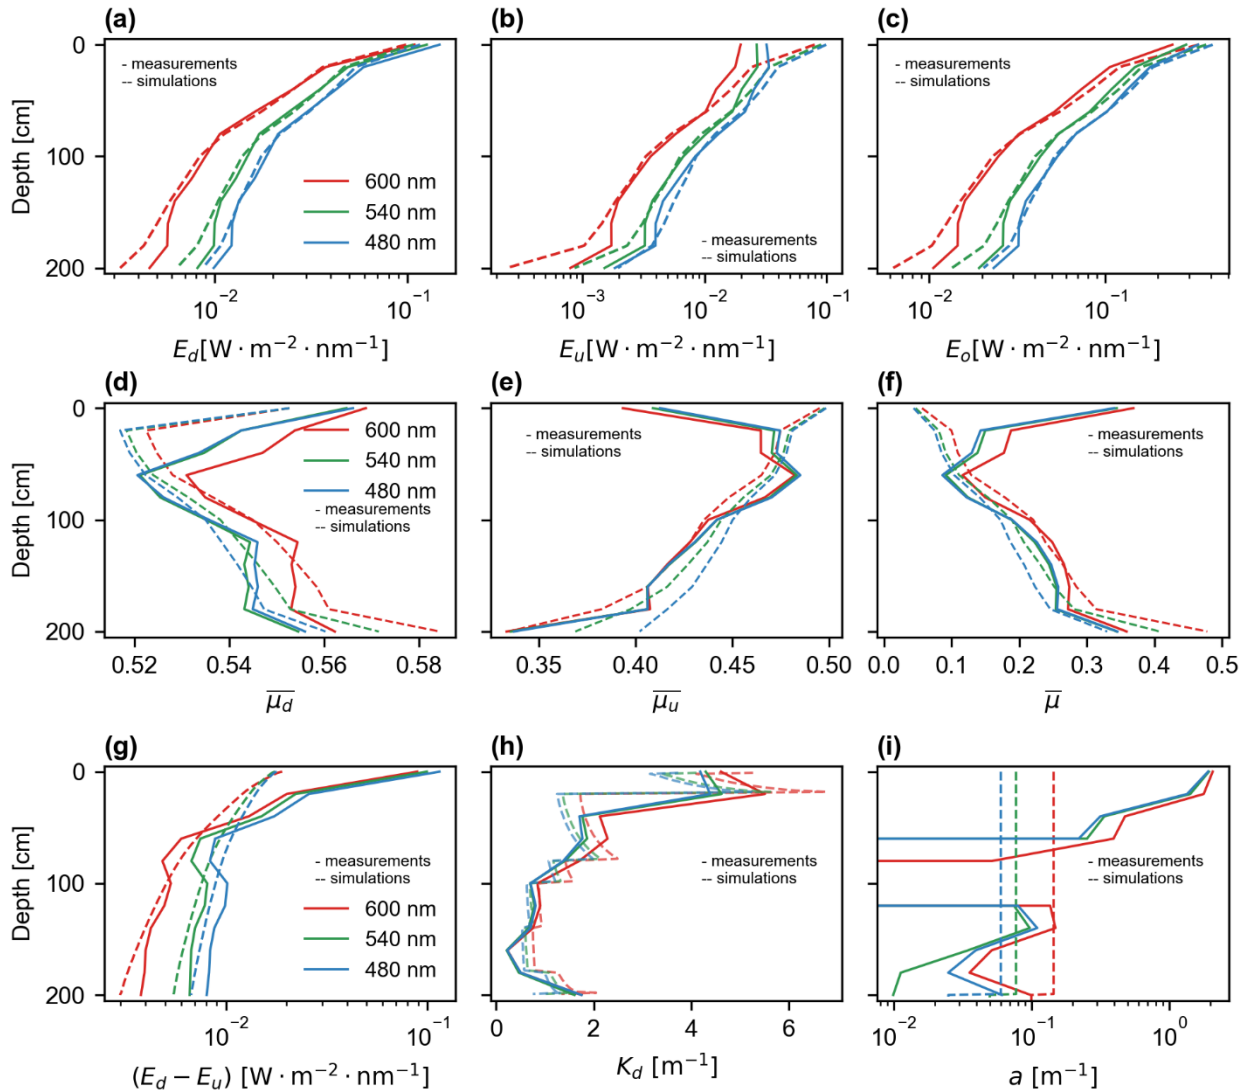 (a) (b) (c)
Depth [cm]
0
100
200
- measurements
-- simulations
600 nm
540 nm
480 nm
10⁻² 10⁻¹
E_d[W · m⁻² · nm⁻¹]
- measurements
-- simulations
10⁻³ 10⁻² 10⁻¹
E_u[W · m⁻² · nm⁻¹]
- measurements
-- simulations
10⁻² 10⁻¹
E_o[W · m⁻² · nm⁻¹]
(d) (e) (f)
Depth [cm]
0
100
200
600 nm
540 nm
480 nm
- measurements
-- simulations
0.52 0.54 0.56 0.58
μ_d
- measurements
-- simulations
0.35 0.40 0.45 0.50
μ_u
- measurements
-- simulations
0.0 0.1 0.2 0.3 0.4 0.5
μ
(g) (h) (i)
Depth [cm]
0
100
200
- measurements
-- simulations
600 nm
540 nm
480 nm
10⁻² 10⁻¹
(E_d − E_u) [W · m⁻² · nm⁻¹]
- measurements
-- simulations
0 2 4 6
K_d [m⁻¹]
- measurements
-- simulations
10⁻² 10⁻¹ 10⁰
a [m⁻¹]